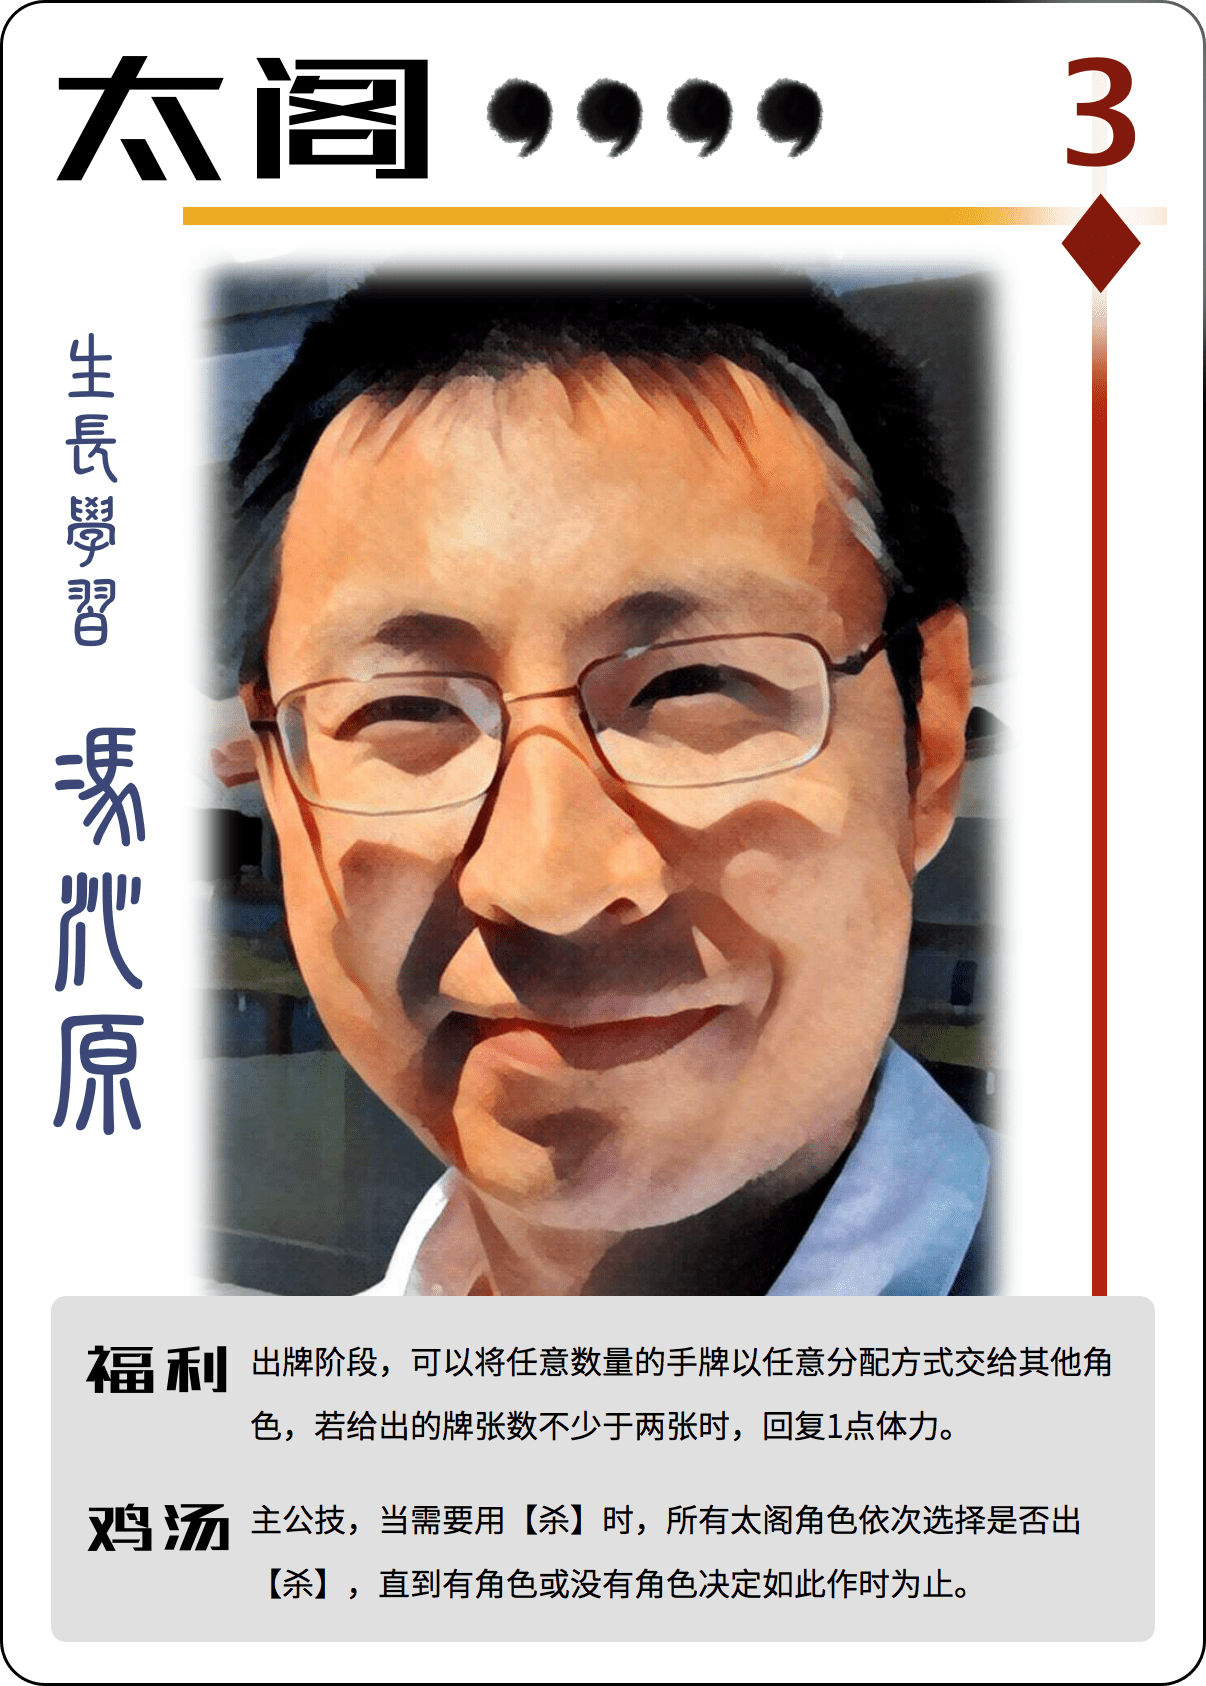 太阁
3
生長學習
馮沁原
福利 出牌阶段，可以将任意数量的手牌以任意分配方式交给其他角
色，若给出的牌张数不少于两张时，回复1点体力。
鸡汤 主公技，当需要用【杀】时，所有太阁角色依次选择是否出
【杀】，直到有角色或没有角色决定如此作时为止。